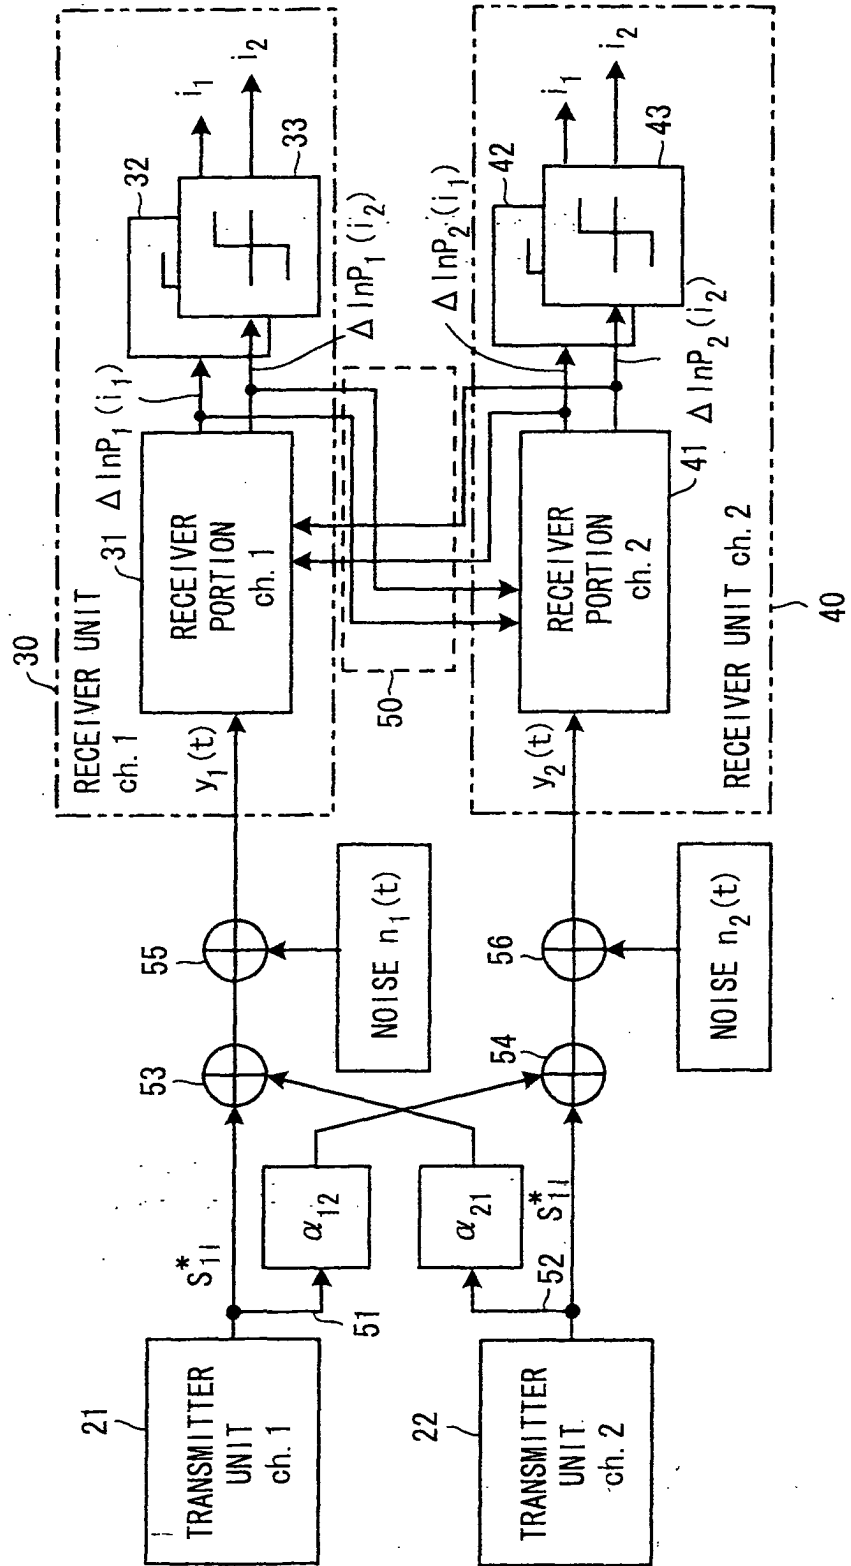 30
RECEIVER UNIT
ch.1
y₁(t)
31
Δ lnP₁ (i₁)
RECEIVER
PORTION
ch.1
32
33
i₁
i₂
Δ lnP₁ (i₂)
50
Δ lnP₂ (i₁)
42
43
i₁
i₂
Δ lnP₂ (i₂)
41
RECEIVER
PORTION
ch.2
y₂(t)
RECEIVER UNIT ch.2
40
55
53
NOISE n₁(t)
56
54
NOISE n₂(t)
S*₁ₗ
α₁₂
51
α₂₁
S*₁ₗ
52
21
TRANSMITTER
UNIT
ch.1
22
TRANSMITTER
UNIT
ch.2